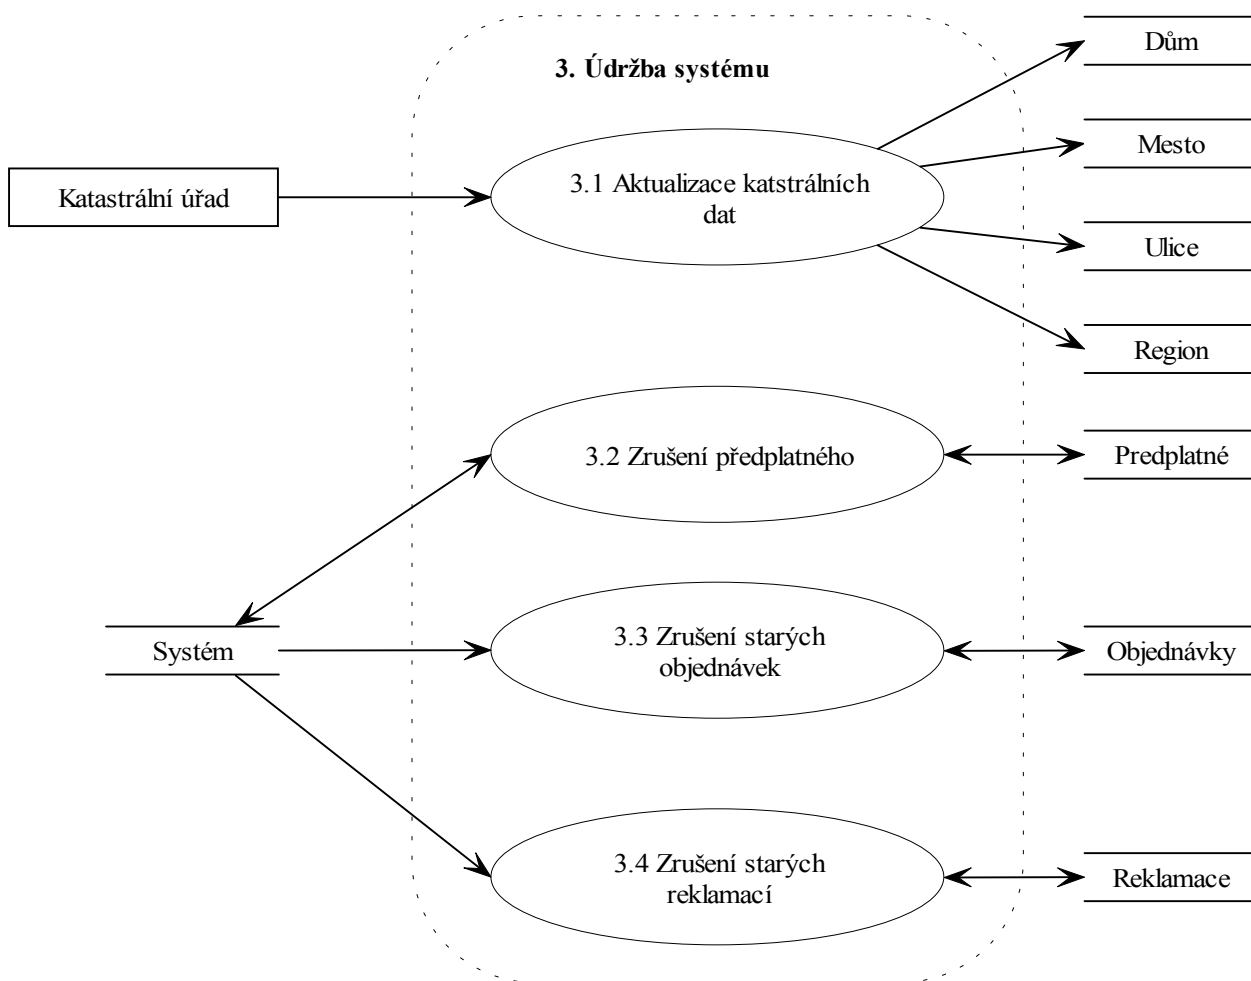 3. Údržba systému
Dům
Mesto
Katastrální úřad
3.1 Aktualizace katstrálních
dat
Ulice
Region
3.2 Zrušení předplatného
Predplatné
Systém
3.3 Zrušení starých
objednávek
Objednávky
3.4 Zrušení starých
reklamací
Reklamace